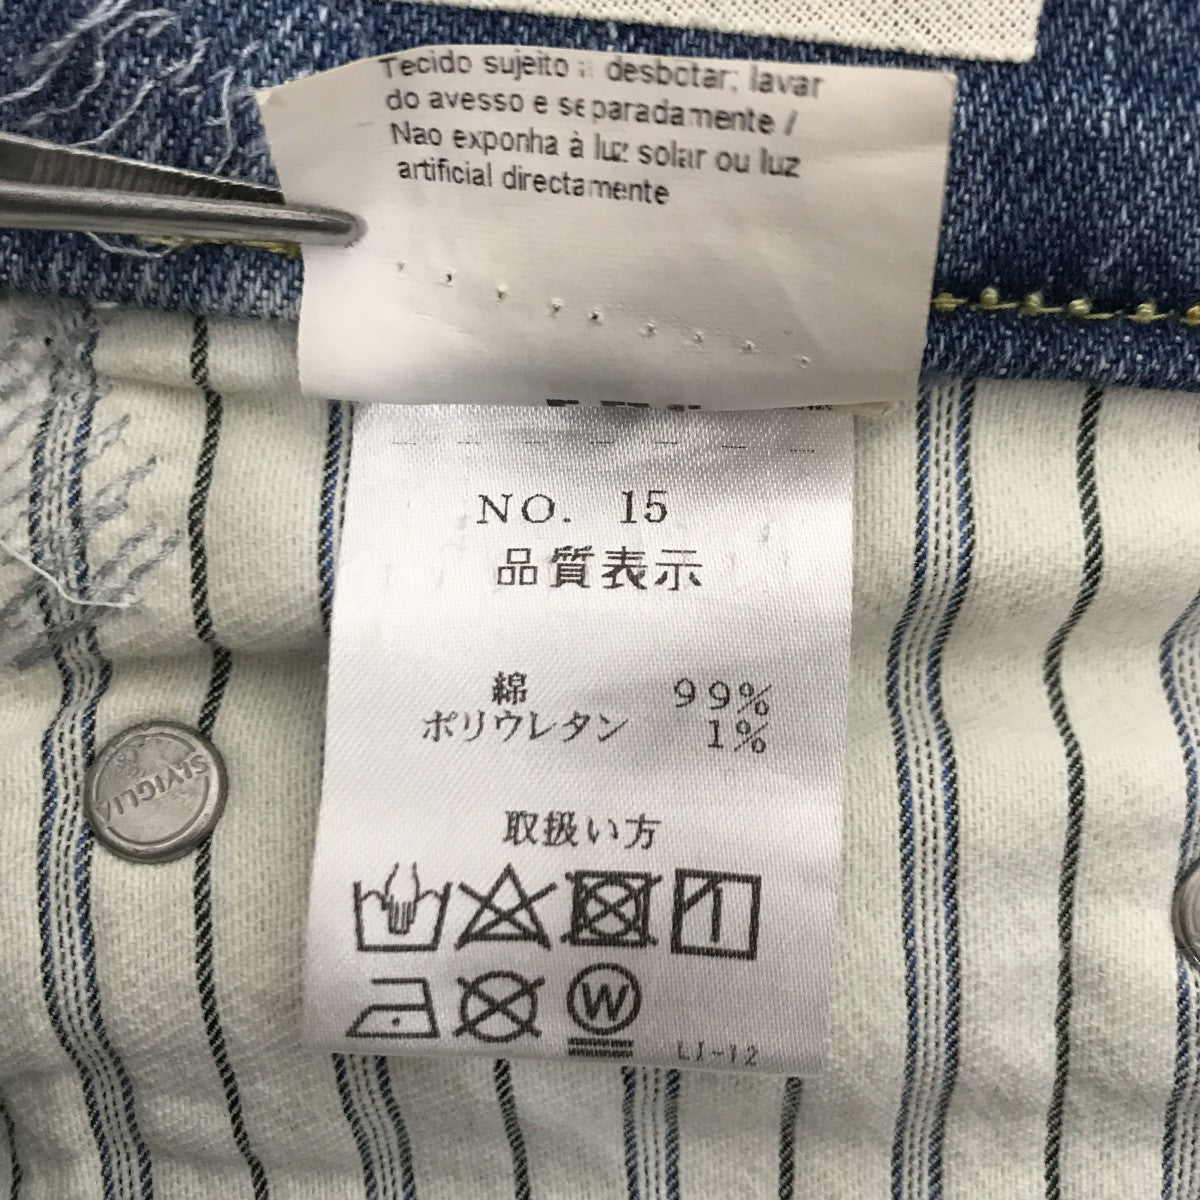 Tecido sujeito à desbotar; lavar
do avesso e separadamente /
Nao exponha à luz solar ou luz
artificial directamente
NO. 15
品質表示
綿 99%
ポリウレタン 1%
取扱い方
W
LI-12
SIVIGLIA